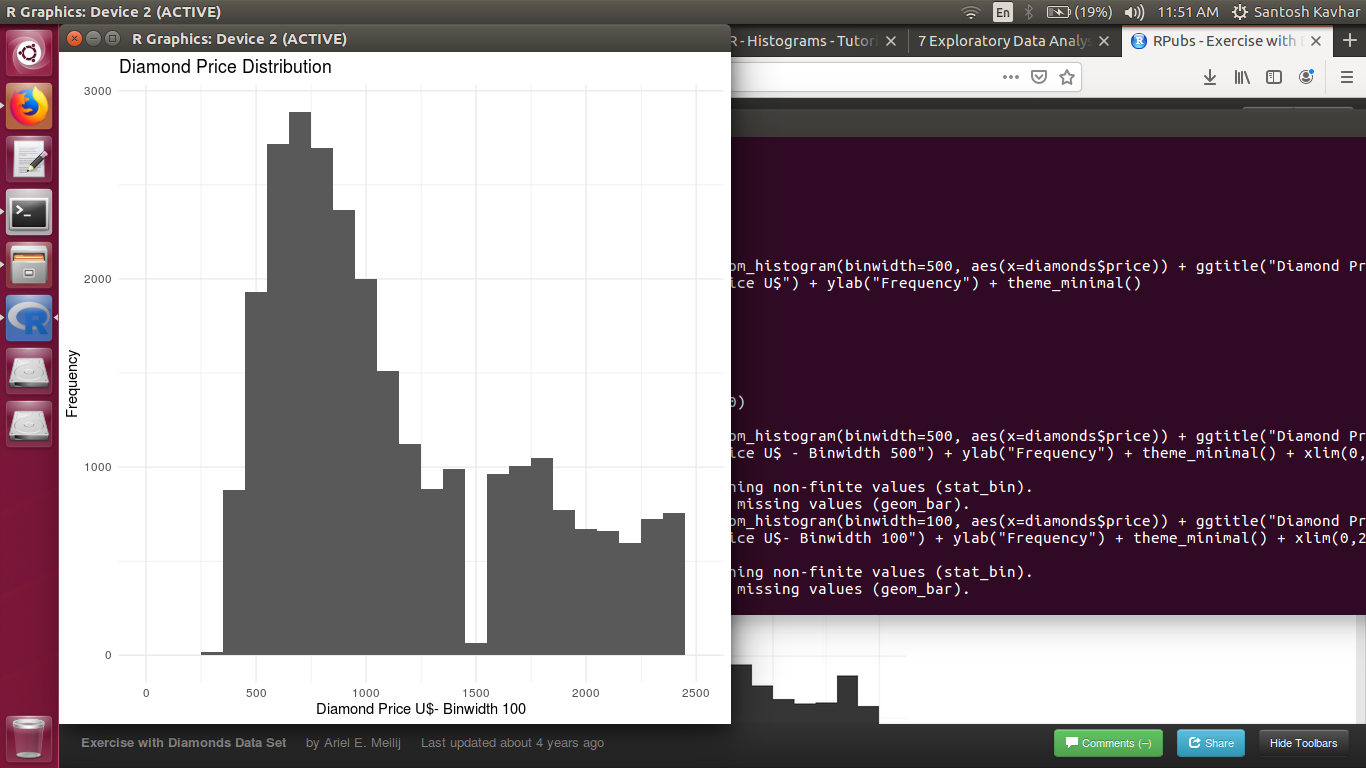 R Graphics: Device 2 (ACTIVE)
En
(19%)
11:51 AM
Santosh Kavhar
R Graphics: Device 2 (ACTIVE)
R - Histograms - Tutori
7 Exploratory Data Analys
RPubs - Exercise with
Diamond Price Distribution
3000
2000
1000
0
Frequency
0 500 1000 1500 2000 2500
Diamond Price U$- Binwidth 100
om_histogram(binwidth=500, aes(x=diamonds$price)) + ggtitle("Diamond Pr
ice U$") + ylab("Frequency") + theme_minimal()
0)
om_histogram(binwidth=500, aes(x=diamonds$price)) + ggtitle("Diamond Pr
ice U$ - Binwidth 500") + ylab("Frequency") + theme_minimal() + xlim(0,
ning non-finite values (stat_bin).
missing values (geom_bar).
om_histogram(binwidth=100, aes(x=diamonds$price)) + ggtitle("Diamond Pr
ice U$- Binwidth 100") + ylab("Frequency") + theme_minimal() + xlim(0,2
ning non-finite values (stat_bin).
missing values (geom_bar).
Exercise with Diamonds Data Set by Ariel E. Meilij Last updated about 4 years ago
Comments (–) Share Hide Toolbars